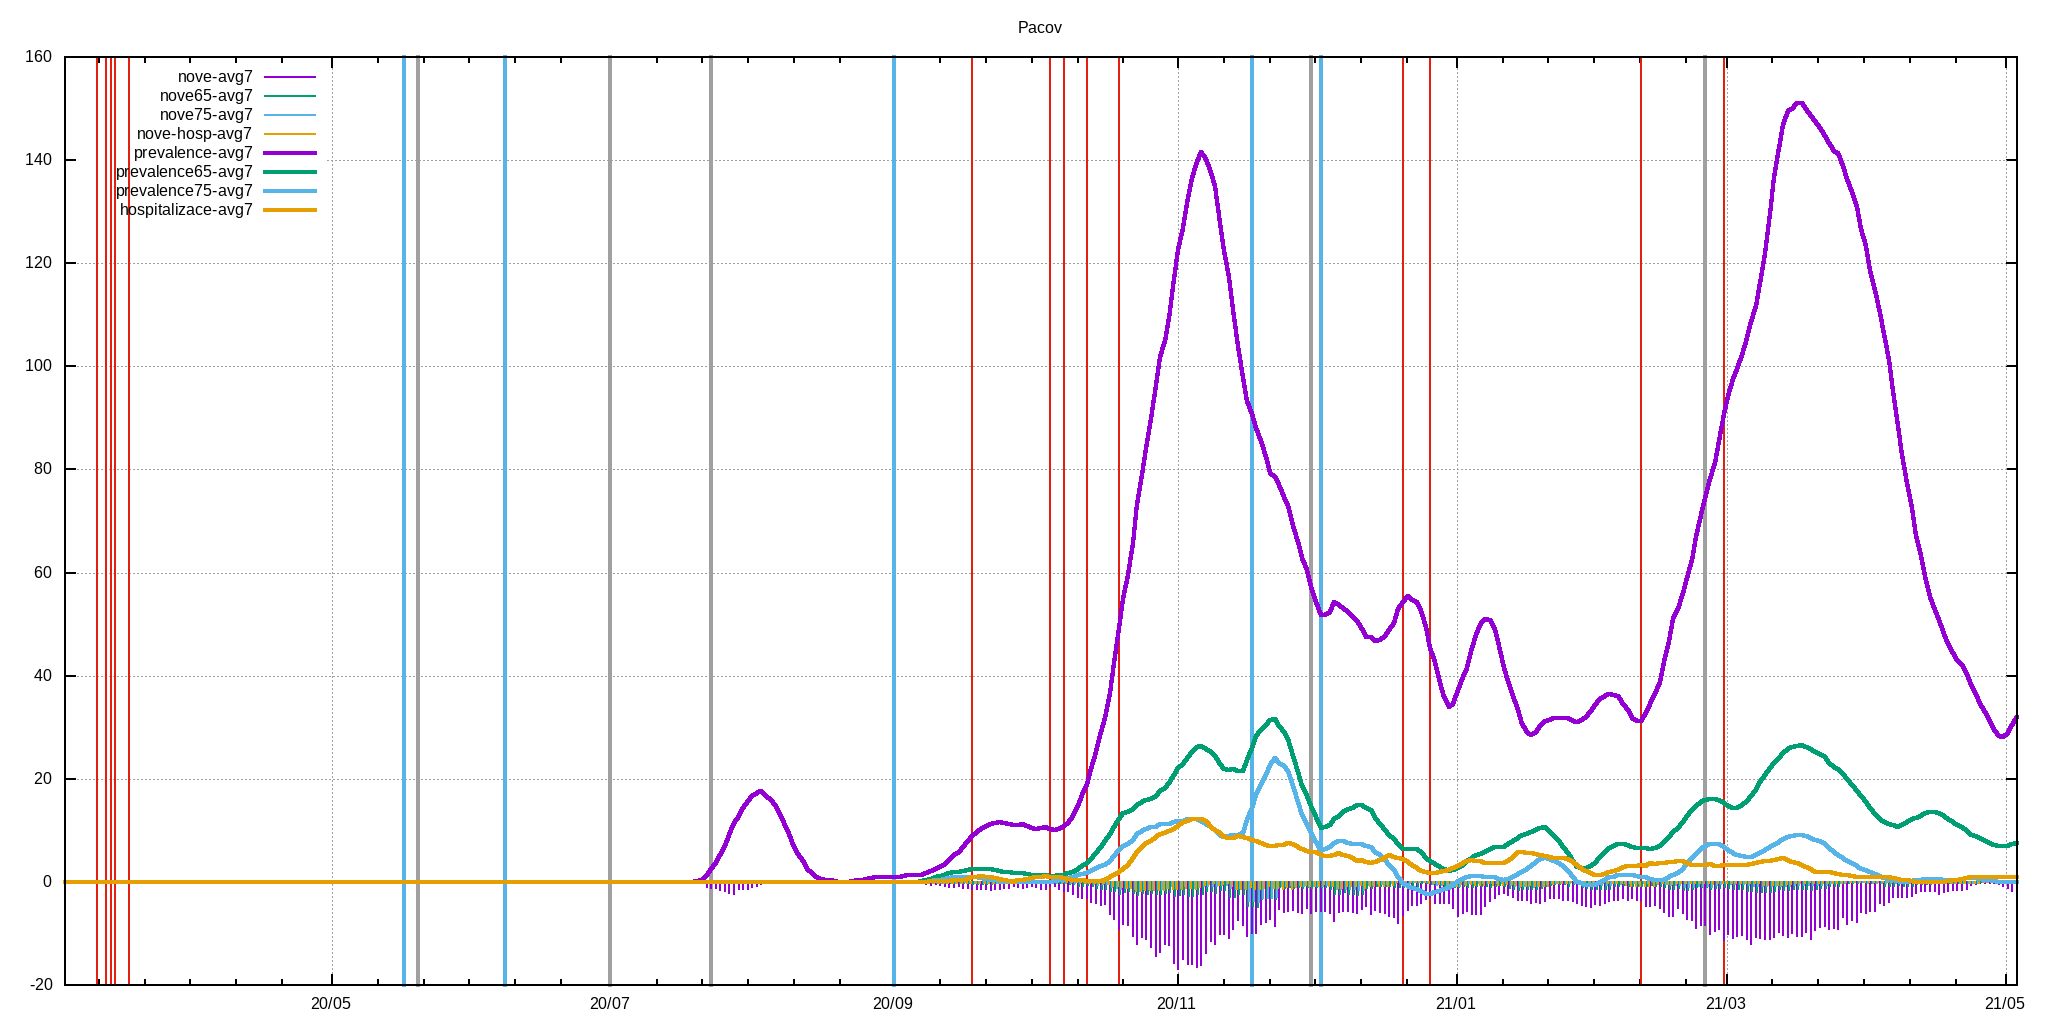 Pacov
160
140
120
100
80
60
40
20
0
-20
nove-avg7
nove65-avg7
nove75-avg7
nove-hosp-avg7
prevalence-avg7
prevalence65-avg7
prevalence75-avg7
hospitalizace-avg7
20/05 20/07 20/09 20/11 21/01 21/03 21/05